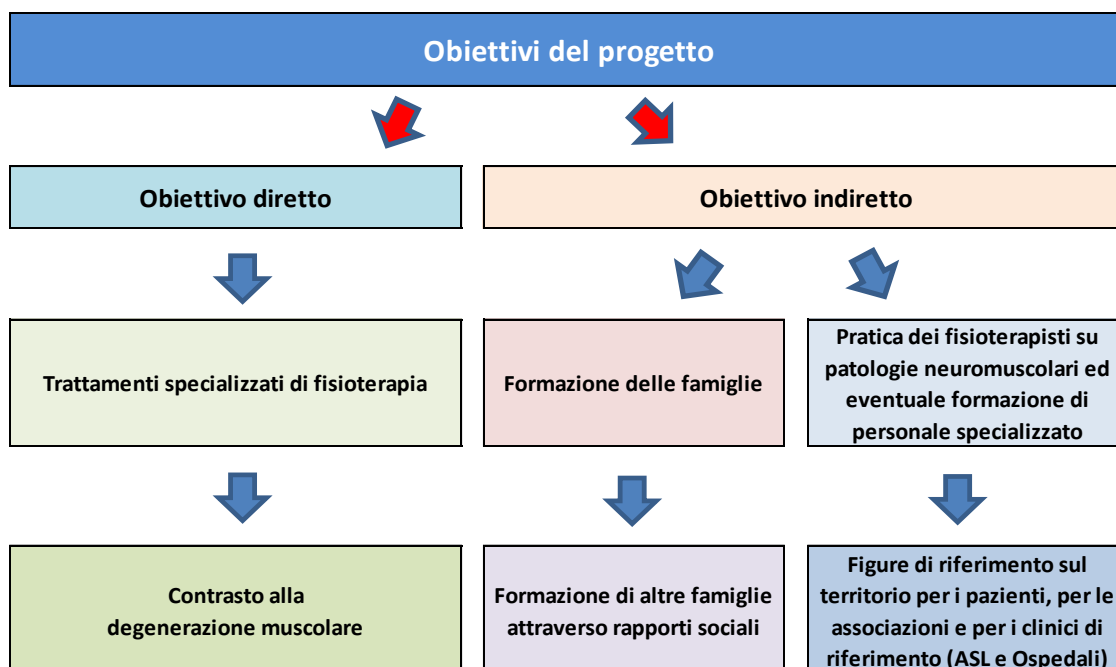 Obiettivi del progetto
Obiettivo diretto
Obiettivo indiretto
Trattamenti specializzati di fisioterapia
Formazione delle famiglie
Pratica dei fisioterapisti su
patologie neuromuscolari ed
eventuale formazione di
personale specializzato
Contrasto alla
degenerazione muscolare
Formazione di altre famiglie
attraverso rapporti sociali
Figure di riferimento sul
territorio per i pazienti, per le
associazioni e per i clinici di
riferimento (ASL e Ospedali)